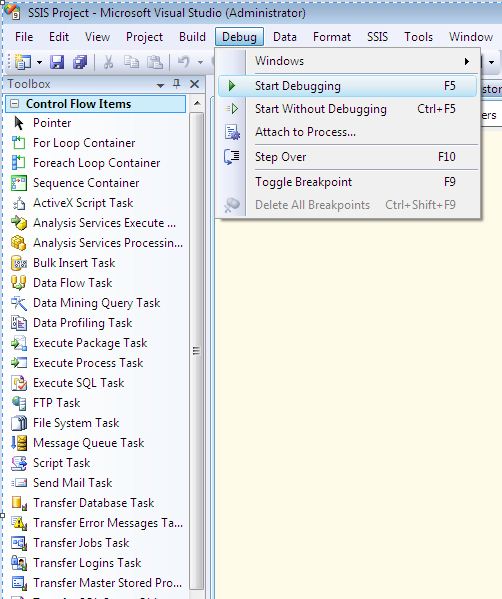 SSIS Project - Microsoft Visual Studio (Administrator)
File Edit View Project Build Debug Data Format SSIS Tools Window
Windows
Start Debugging F5
Start Without Debugging Ctrl+F5
Attach to Process...
Step Over F10
Toggle Breakpoint F9
Delete All Breakpoints Ctrl+Shift+F9
Toolbox
Control Flow Items
Pointer
For Loop Container
Foreach Loop Container
Sequence Container
ActiveX Script Task
Analysis Services Execute ...
Analysis Services Processin...
Bulk Insert Task
Data Flow Task
Data Mining Query Task
Data Profiling Task
Execute Package Task
Execute Process Task
Execute SQL Task
FTP Task
File System Task
Message Queue Task
Script Task
Send Mail Task
Transfer Database Task
Transfer Error Messages Ta...
Transfer Jobs Task
Transfer Logins Task
Transfer Master Stored Pro...